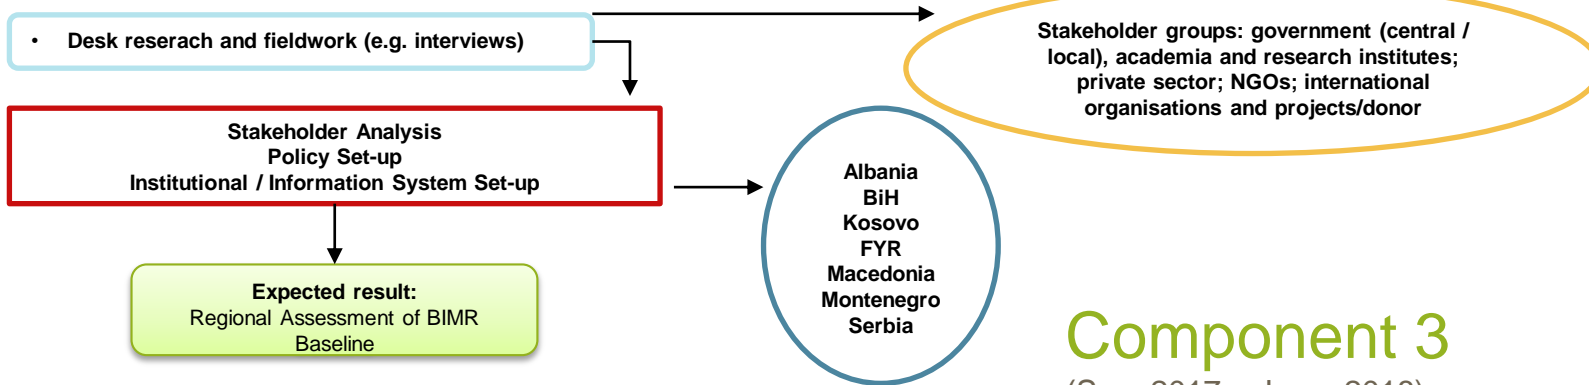 • Desk reserach and fieldwork (e.g. interviews)
Stakeholder groups: government (central /
local), academia and research institutes;
private sector; NGOs; international
organisations and projects/donor
Stakeholder Analysis
Policy Set-up
Institutional / Information System Set-up
Albania
BiH
Kosovo
FYR
Macedonia
Montenegro
Serbia
Expected result:
Regional Assessment of BIMR
Baseline
Component 3